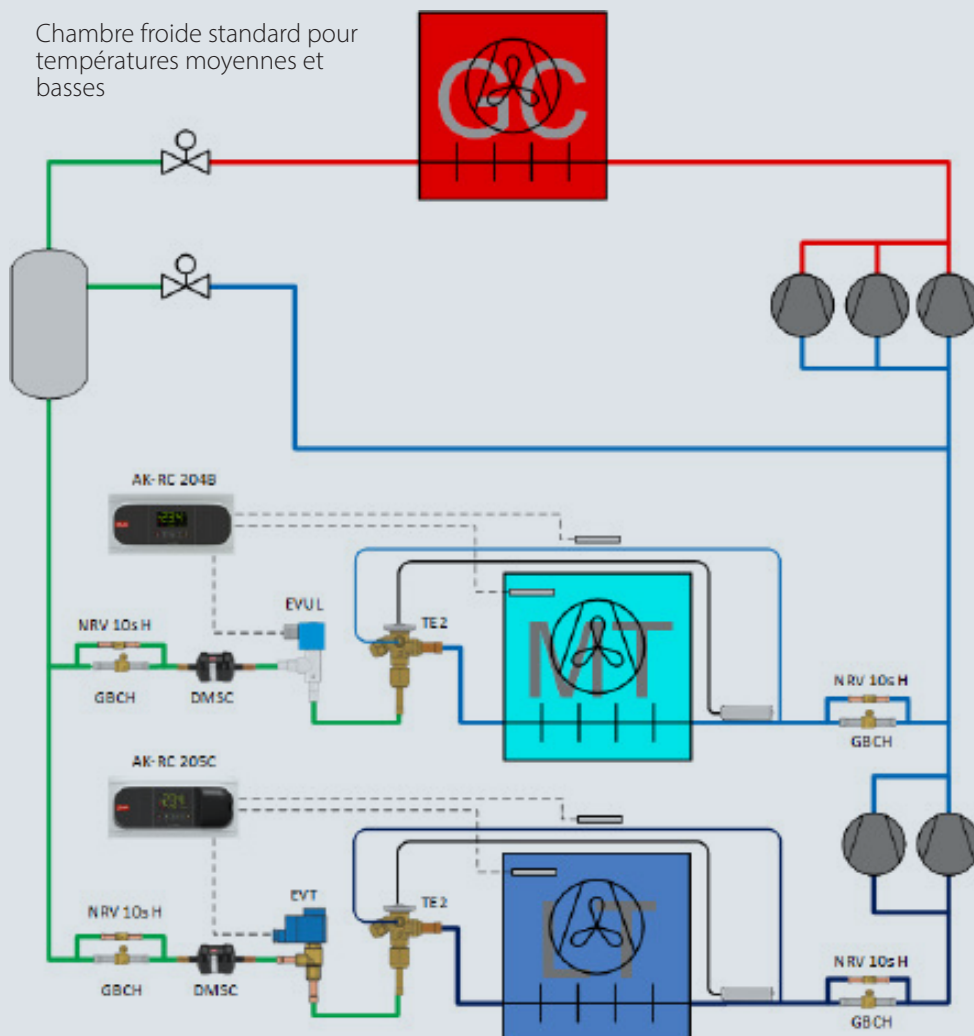 Chambre froide standard pour
températures moyennes et
basses
GC
AK-RC 204B
EVUL
TE2
NRV 10s H
GBCH
DMSC
MT
NRV 10s H
GBCH
AK-RC 205C
EVT
TE2
NRV 10s H
GBCH
DMSC
LT
NRV 10s H
GBCH